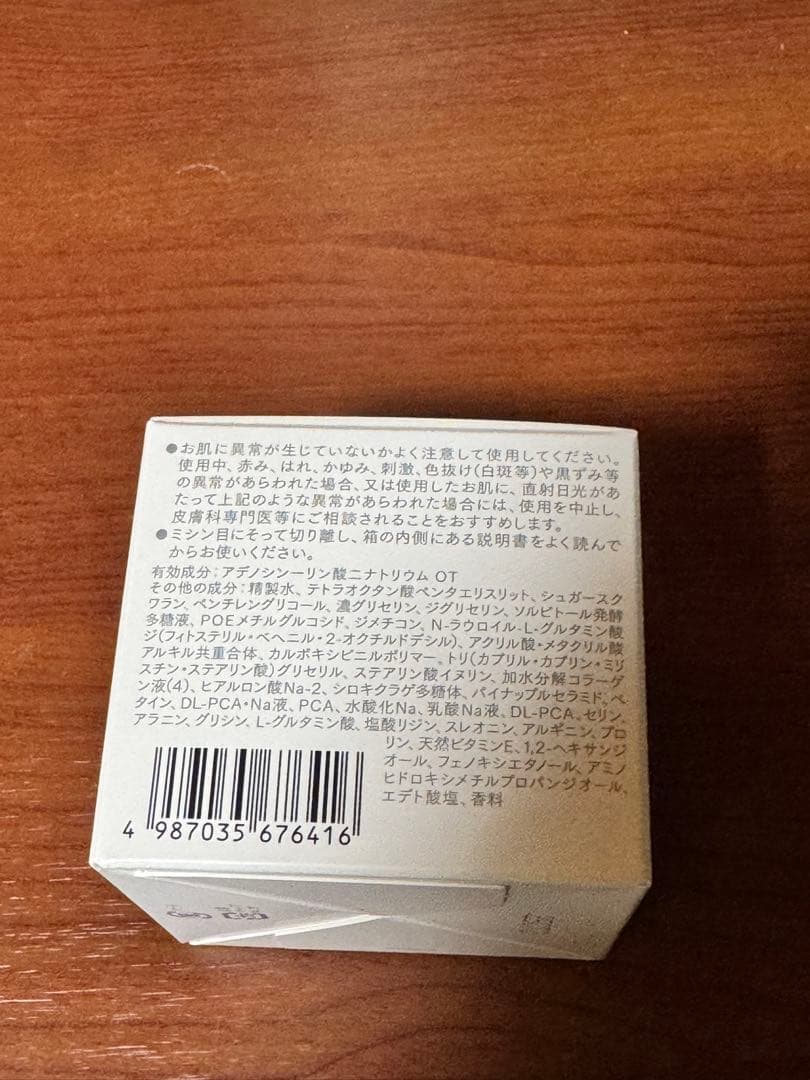 ●お肌に異常が生じていないかよく注意して使用してください。
使用中、赤み、はれ、かゆみ、刺激、色抜け(白斑等)や黒ずみ等
の異常があらわれた場合、又は使用したお肌に、直射日光があ
たって上記のような異常があらわれた場合には、使用を中止し、
皮膚科専門医等にご相談されることをおすすめします。
●ミシン目にそって切り離し、箱の内側にある説明書をよく読んで
からお使いください。
有効成分:アデノシン一リン酸二ナトリウム OT
その他の成分:精製水、テトラオクタン酸ペンタエリスリット、シュガースク
ワラン、ペンチレングリコール、濃グリセリン、ジグリセリン、ソルビトール発酵
多糖液、POEメチルグルコシド、ジメチコン、N-ラウロイル-L-グルタミン酸
ジ(フィトステリル・ベヘニル・2-オクチルドデシル)、アクリル酸・メタクリル酸
アルキル共重合体、カルボキシビニルポリマー、トリ(カプリル・カプリン・ミリ
スチン・ステアリン酸)グリセリル、ステアリン酸イヌリン、加水分解コラーゲ
ン液(4)、ヒアルロン酸Na-2、シロキクラゲ多糖体、パイナップルセラミド、ベ
タイン、DL-PCA・Na液、PCA、水酸化Na、乳酸Na液、DL-PCA、セリン、
アラニン、グリシン、L-グルタミン酸、塩酸リジン、スレオニン、アルギニン、プロ
リン、天然ビタミンE、1,2-ヘキサンジ
オール、フェノキシエタノール、アミノ
ヒドロキシメチルプロパンジオール、
エデト酸塩、香料
4 987035 676416